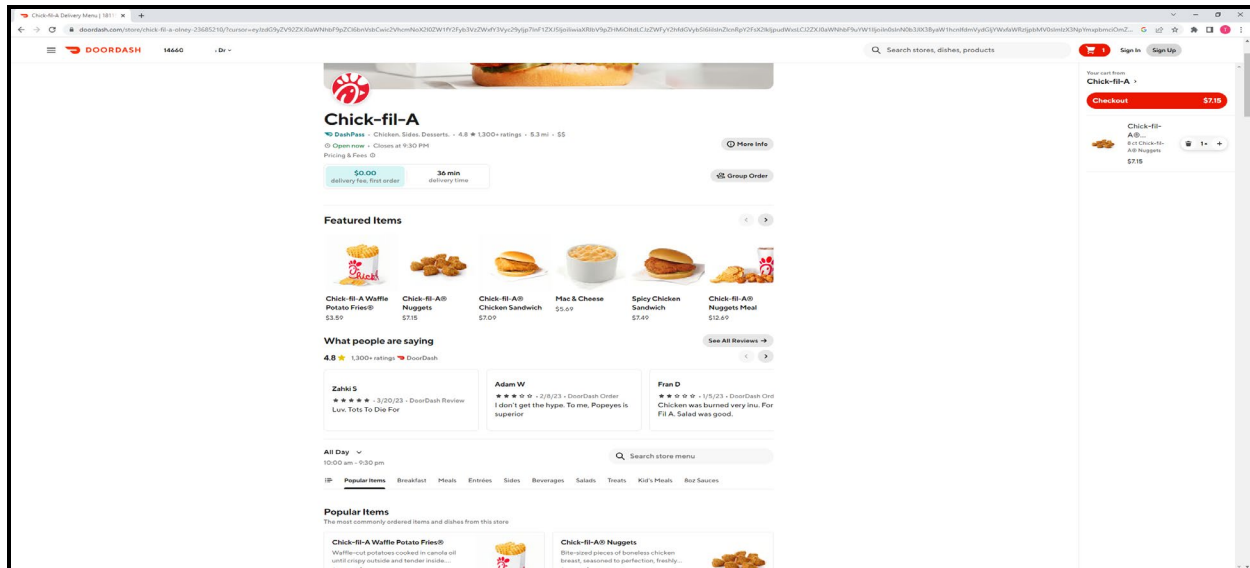 Chick-fil-A Delivery Menu | 1811
DOORDASH
14660
Dr
Search stores, dishes, products
1
Sign In
Sign Up
Chick-fil-A
DashPass • Chicken. Sides. Desserts. • 4.8 ★ 1,300+ ratings • 5.3 mi • $$
Open now • Closes at 9:30 PM
Pricing & Fees
More Info
$0.00
delivery fee, first order
36 min
delivery time
Group Order
Featured Items
Chick-fil-A Waffle
Potato Fries®
$3.59
Chick-fil-A®
Nuggets
$7.15
Chick-fil-A®
Chicken Sandwich
$7.09
Mac & Cheese
$5.69
Spicy Chicken
Sandwich
$7.49
Chick-fil-A®
Nuggets Meal
$12.69
What people are saying
See All Reviews →
4.8 ★ 1,300+ ratings DoorDash
Zahki S
★★★★★ • 3/20/23 • DoorDash Review
Luv. Tots To Die For
Adam W
★★★☆☆ • 2/8/23 • DoorDash Order
I don't get the hype. To me, Popeyes is
superior
Fran D
★★☆☆☆ • 1/5/23 • DoorDash Ord
Chicken was burned very inu. For
Fil A. Salad was good.
All Day
10:00 am - 9:30 pm
Search store menu
Popular Items
Breakfast
Meals
Entrées
Sides
Beverages
Salads
Treats
Kid's Meals
8oz Sauces
Popular Items
The most commonly ordered items and dishes from this store
Chick-fil-A Waffle Potato Fries®
Waffle-cut potatoes cooked in canola oil
until crispy outside and tender inside....
Chick-fil-A® Nuggets
Bite-sized pieces of boneless chicken
breast, seasoned to perfection, freshly...
Your cart from
Chick-fil-A >
Checkout
$7.15
Chick-fil-
A®...
8 ct Chick-fil-
A® Nuggets
$7.15
1×
+